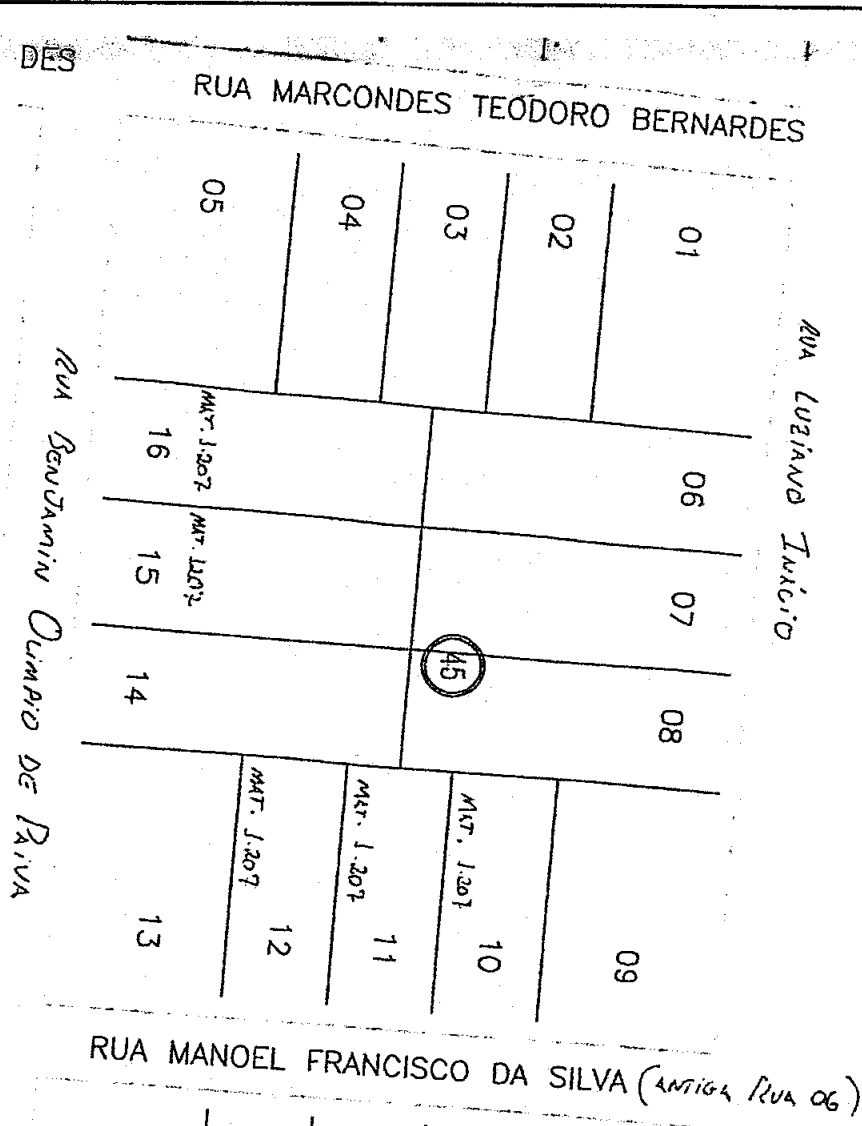 DES
RUA MARCONDES TEODORO BERNARDES
05
04
03
02
01
RUA LUZIANO INÍCIO
RUA BENJAMIN OLIMPIO DE PAIVA
MAT. 1.207
16
06
MAT. 1.207
15
07
45
14
08
MAT. 1.207
MAT. 1.207
MAT. 1.207
13
12
11
10
09
RUA MANOEL FRANCISCO DA SILVA (ANTIGA RUA 06)